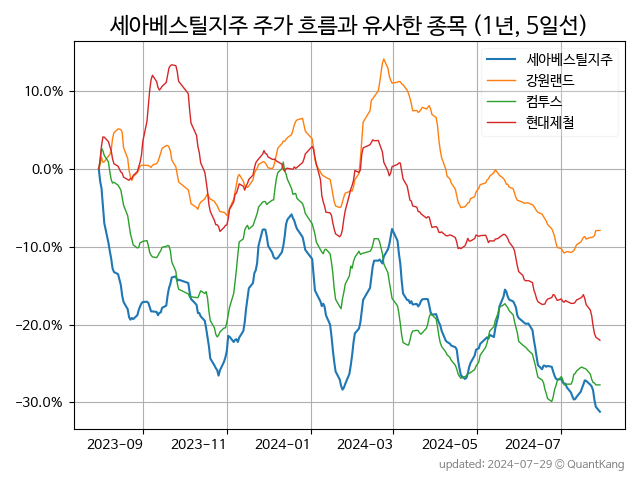 세아베스틸지주 주가 흐름과 유사한 종목 (1년, 5일선)
세아베스틸지주
강원랜드
컴투스
현대제철
10.0%
0.0%
-10.0%
-20.0%
-30.0%
2023-09 2023-11 2024-01 2024-03 2024-05 2024-07
updated: 2024-07-29 © QuantKang